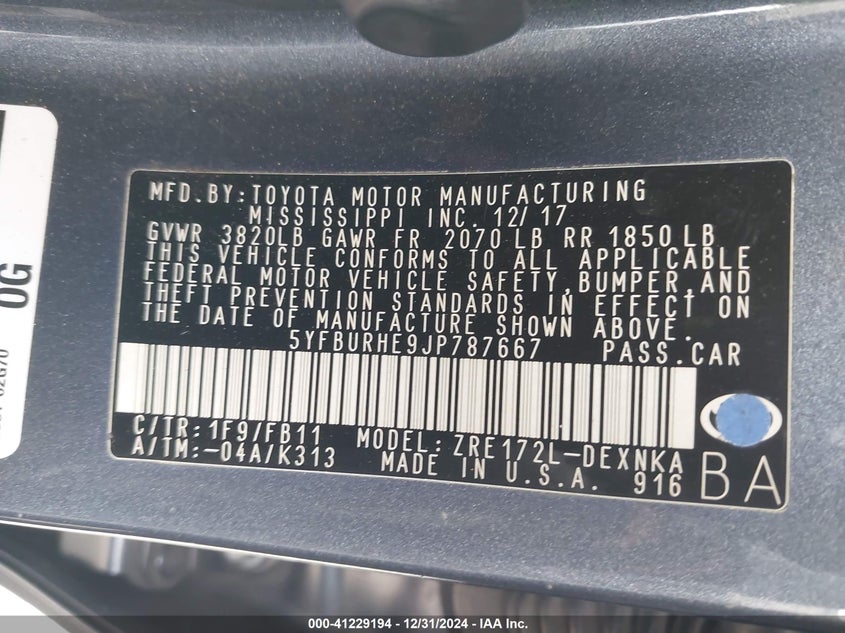 MFD.BY:TOYOTA MOTOR MANUFACTURING
MISSISSIPPI INC. 12/17
GVWR 3820LB GAWR FR 2070 LB RR 1850 LB
THIS VEHICLE CONFORMS TO ALL APPLICABLE
FEDERAL MOTOR VEHICLE SAFETY,BUMPER,AND
THEFT PREVENTION STANDARDS IN EFFECT ON
THE DATE OF MANUFACTURE SHOWN ABOVE.
5YFBURHE9JP787667 PASS.CAR
C/TR:1F9/FB11 MODEL:ZRE172L-DEXNKA
A/TM:-04A/K313 MADE IN U.S.A. 916
BA
OG
000-41229194 - 12/31/2024 - IAA Inc.